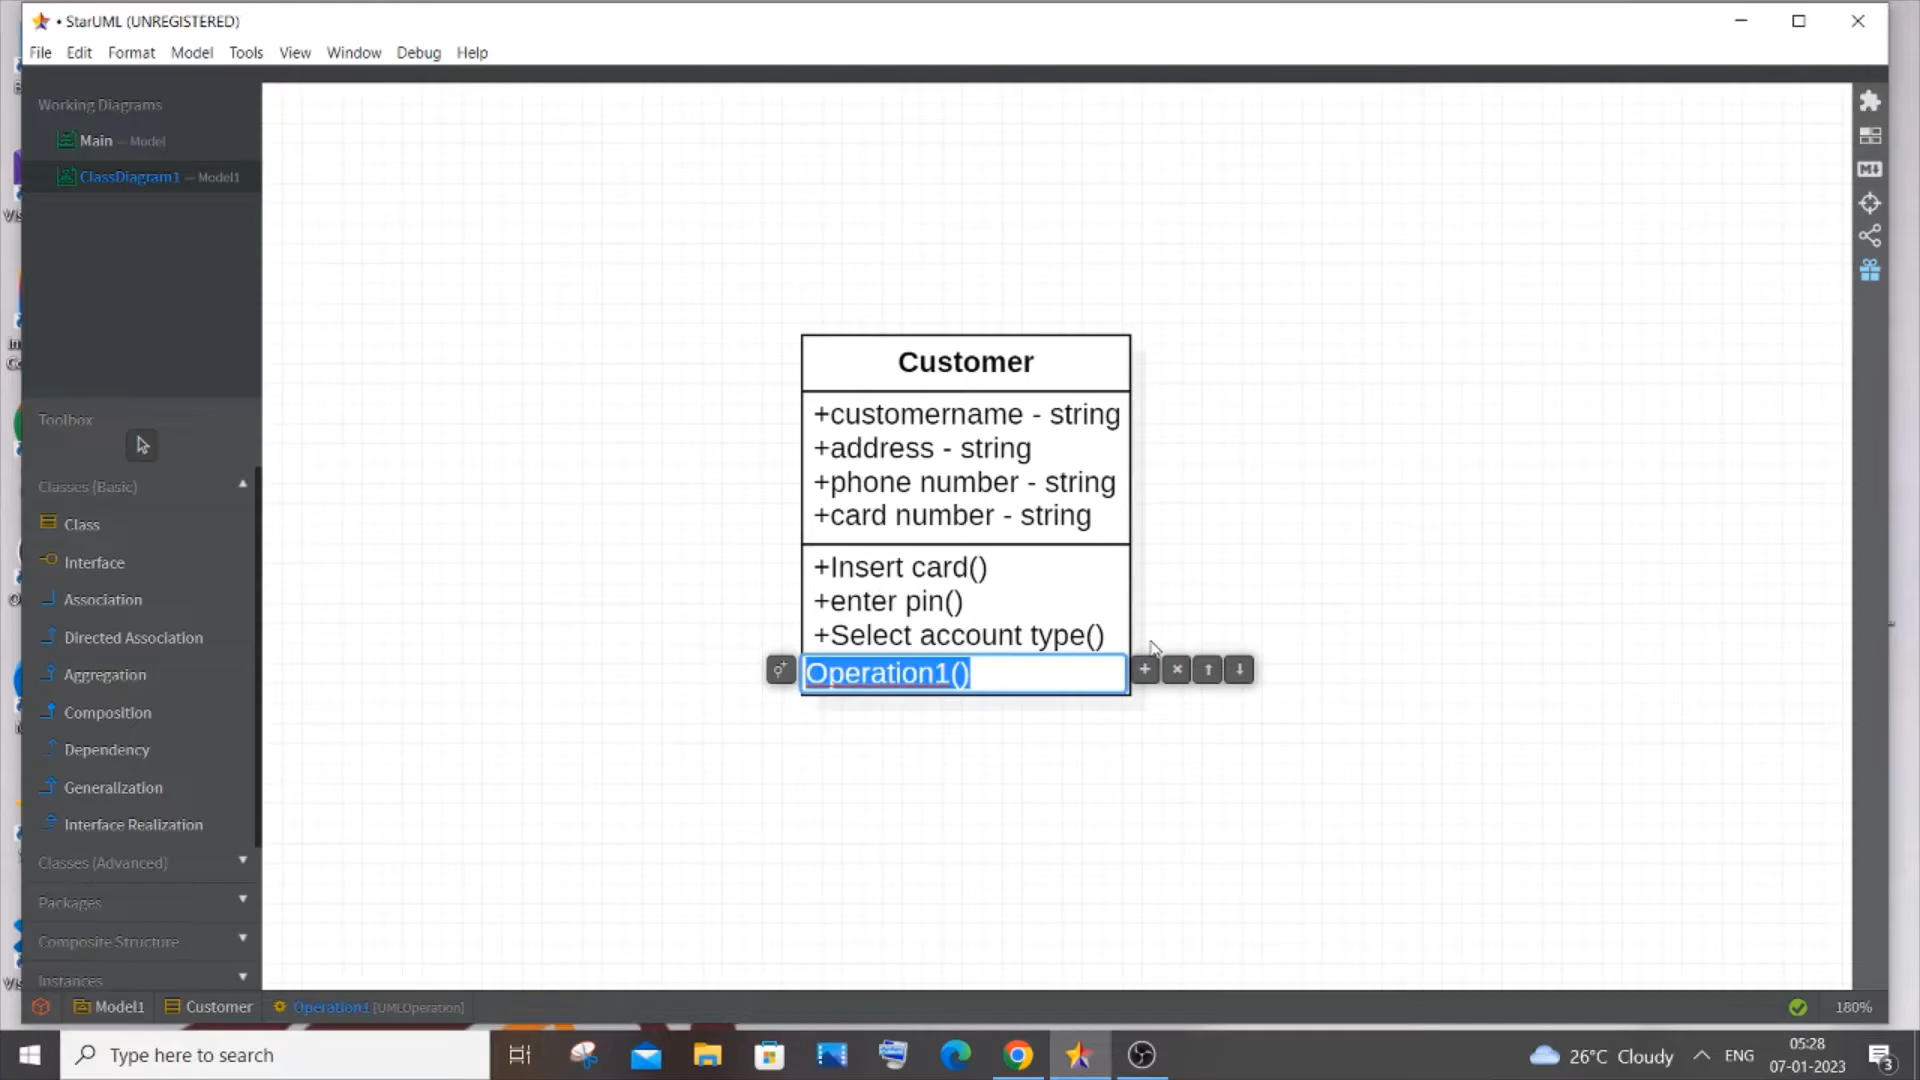 • StarUML (UNREGISTERED)
File Edit Format Model Tools View Window Debug Help
Working Diagrams
Main — Model
ClassDiagram1 — Model1
Toolbox
Classes (Basic)
Class
Interface
Association
Directed Association
Aggregation
Composition
Dependency
Generalization
Interface Realization
Classes (Advanced)
Packages
Composite Structure
Instances
Customer
+customername - string
+address - string
+phone number - string
+card number - string
+Insert card()
+enter pin()
+Select account type()
Operation1()
Model1 Customer Operation1 [UMLOperation] 180%
Type here to search
26°C Cloudy ENG
05:28
07-01-2023
3